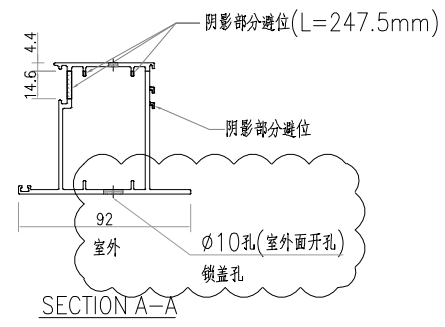 阴影部分避位(L=247.5mm)
4.4
14.6
阴影部分避位
92
室外
Φ10孔(室外面开孔)
锁盖孔
SECTION A-A